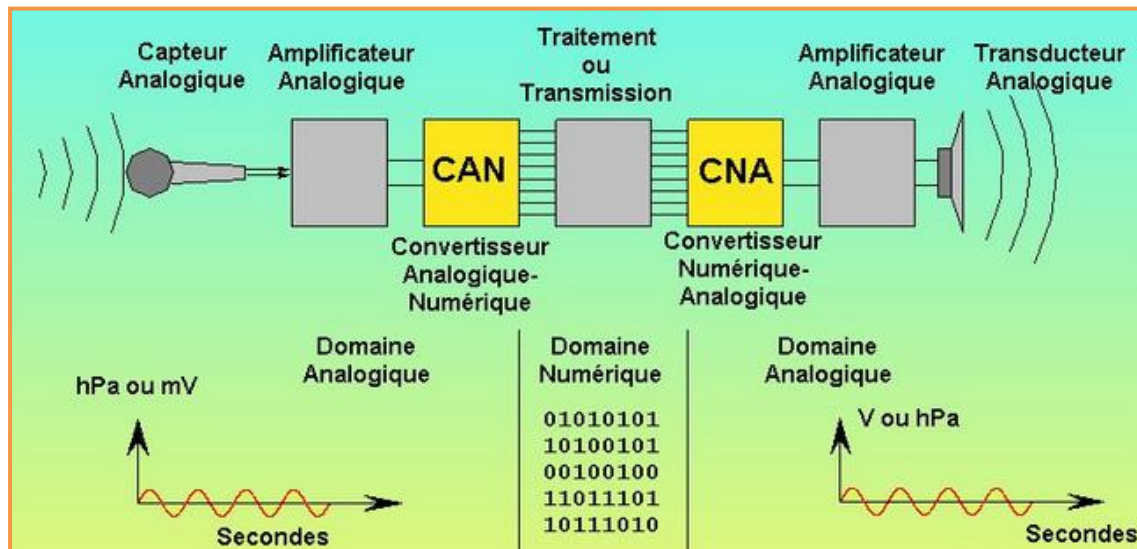 Capteur
Analogique
Amplificateur
Analogique
Traitement
ou
Transmission
Amplificateur
Analogique
Transducteur
Analogique
CAN
CNA
Convertisseur
Analogique-
Numérique
Convertisseur
Numérique-
Analogique
Domaine
Analogique
Domaine
Numérique
Domaine
Analogique
hPa ou mV
Secondes
01010101
10100101
00100100
11011101
10111010
V ou hPa
Secondes